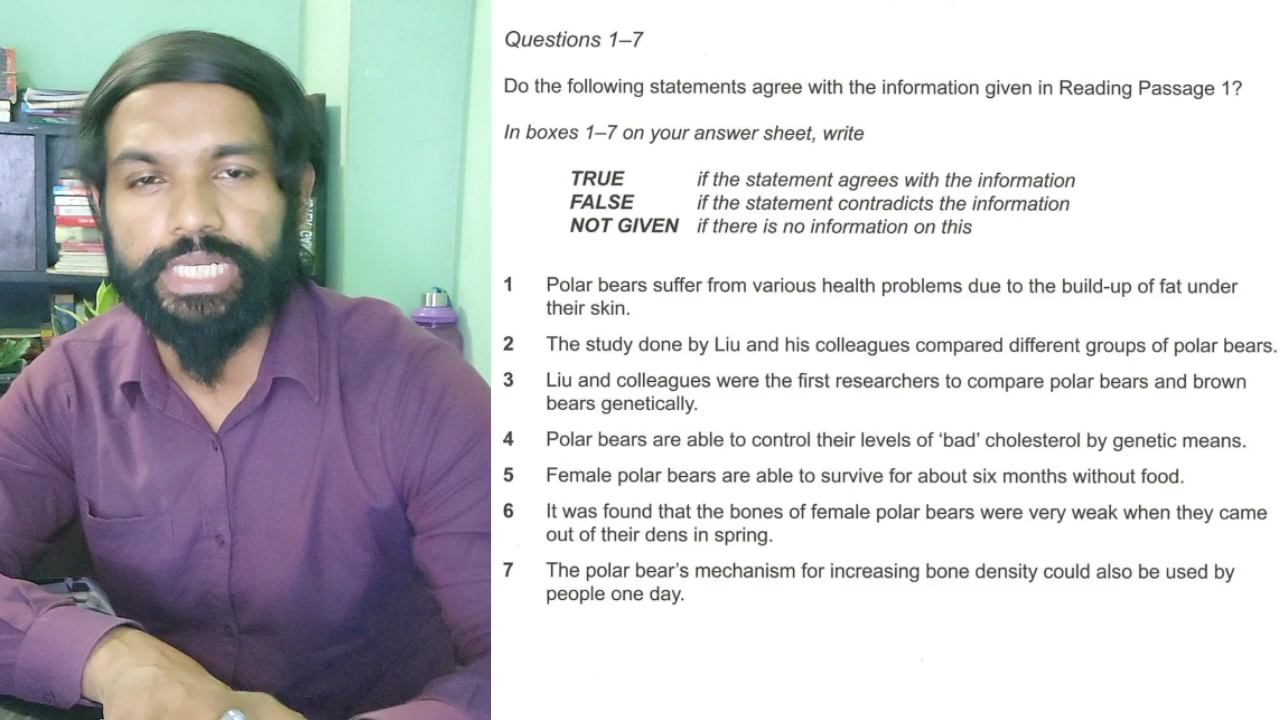 Questions 1–7
Do the following statements agree with the information given in Reading Passage 1?
In boxes 1–7 on your answer sheet, write
TRUE if the statement agrees with the information
FALSE if the statement contradicts the information
NOT GIVEN if there is no information on this
1 Polar bears suffer from various health problems due to the build-up of fat under
their skin.
2 The study done by Liu and his colleagues compared different groups of polar bears.
3 Liu and colleagues were the first researchers to compare polar bears and brown
bears genetically.
4 Polar bears are able to control their levels of ‘bad’ cholesterol by genetic means.
5 Female polar bears are able to survive for about six months without food.
6 It was found that the bones of female polar bears were very weak when they came
out of their dens in spring.
7 The polar bear’s mechanism for increasing bone density could also be used by
people one day.